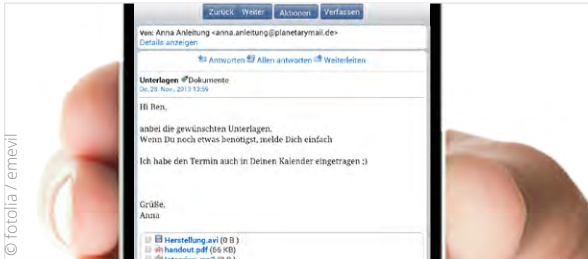 Zurück Weiter Aktionen Verfassen
Von: Anna Anleitung <anna.anleitung@planetarymail.de>
Details anzeigen
Antworten Allen antworten Weiterleiten
Unterlagen Dokumente
Do, 28. Nov., 2013 13:59
Hi Ben,
anbei die gewünschten Unterlagen.
Wenn Du noch etwas benötigst, melde Dich einfach
Ich habe den Termin auch in Deinen Kalender eingetragen ;)
Grüße,
Anna
Herstellung.avi (0 B)
handout.pdf (66 KB)
© fotolia / emevil